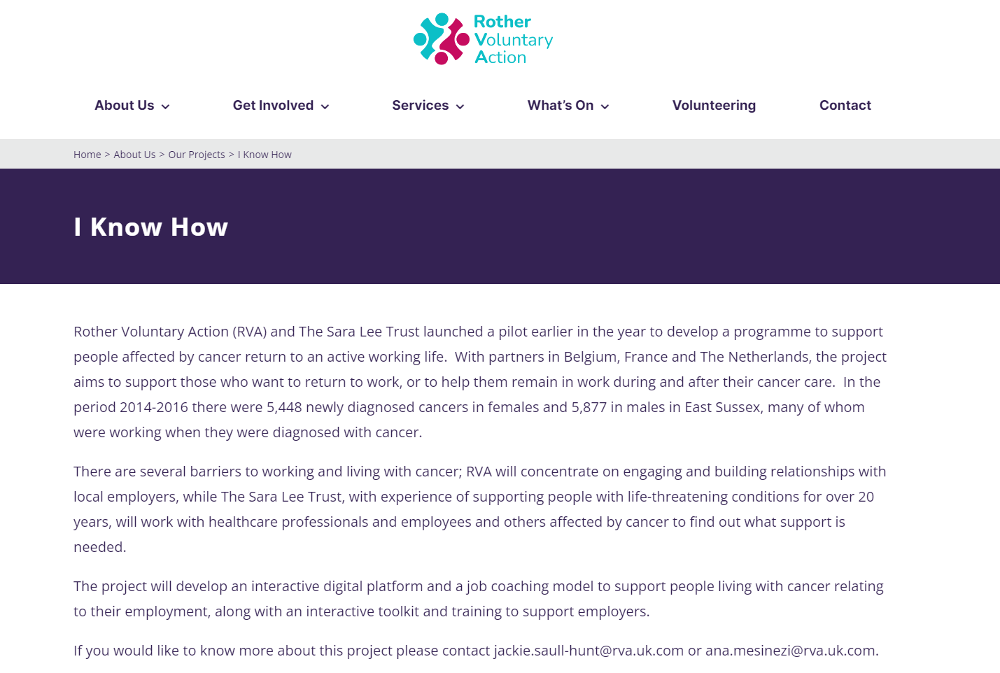 Rother
Voluntary
Action
About Us
Get Involved
Services
What’s On
Volunteering
Contact
Home > About Us > Our Projects > I Know How
I Know How
Rother Voluntary Action (RVA) and The Sara Lee Trust launched a pilot earlier in the year to develop a programme to support
people affected by cancer return to an active working life.  With partners in Belgium, France and The Netherlands, the project
aims to support those who want to return to work, or to help them remain in work during and after their cancer care.  In the
period 2014-2016 there were 5,448 newly diagnosed cancers in females and 5,877 in males in East Sussex, many of whom
were working when they were diagnosed with cancer.
There are several barriers to working and living with cancer; RVA will concentrate on engaging and building relationships with
local employers, while The Sara Lee Trust, with experience of supporting people with life-threatening conditions for over 20
years, will work with healthcare professionals and employees and others affected by cancer to find out what support is
needed.
The project will develop an interactive digital platform and a job coaching model to support people living with cancer relating
to their employment, along with an interactive toolkit and training to support employers.
If you would like to know more about this project please contact jackie.saull-hunt@rva.uk.com or ana.mesinezi@rva.uk.com.